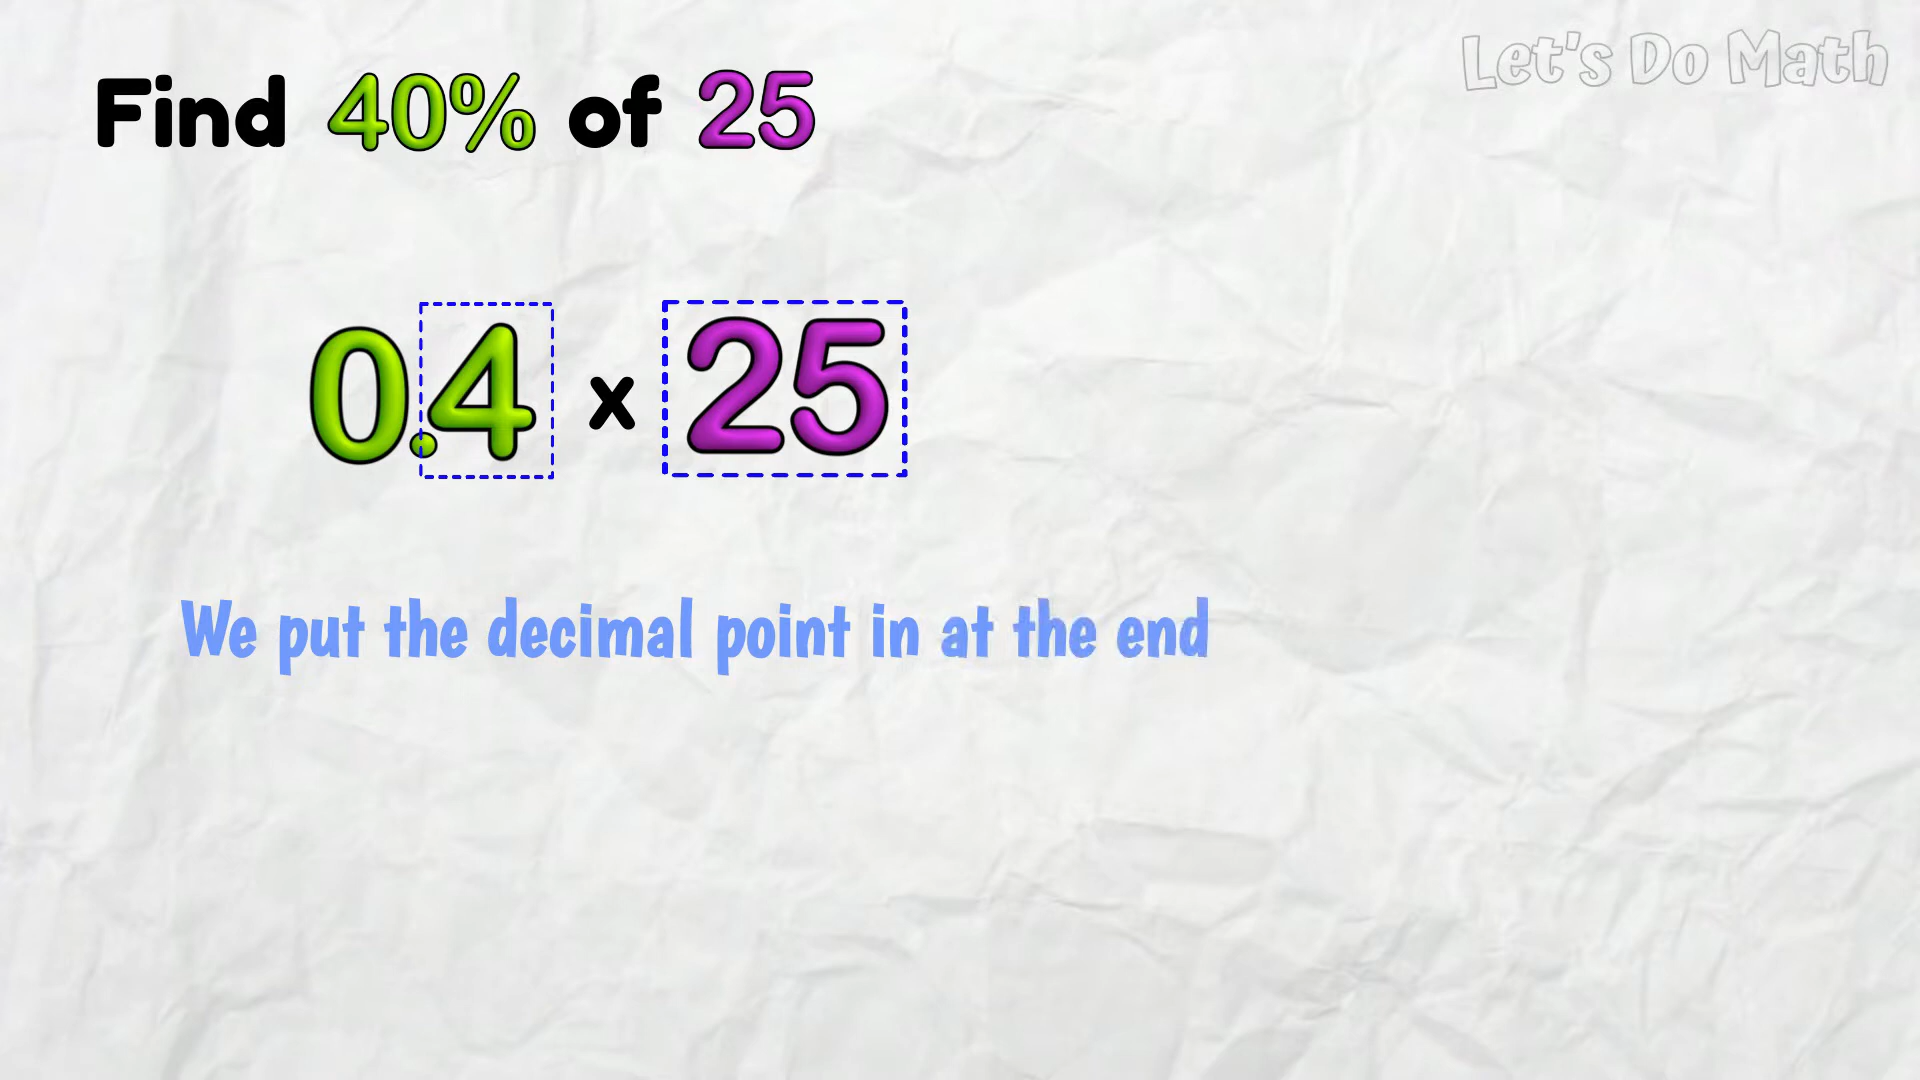 Let's Do Math
Find 40% of 25
0.4 x 25
We put the decimal point in at the end